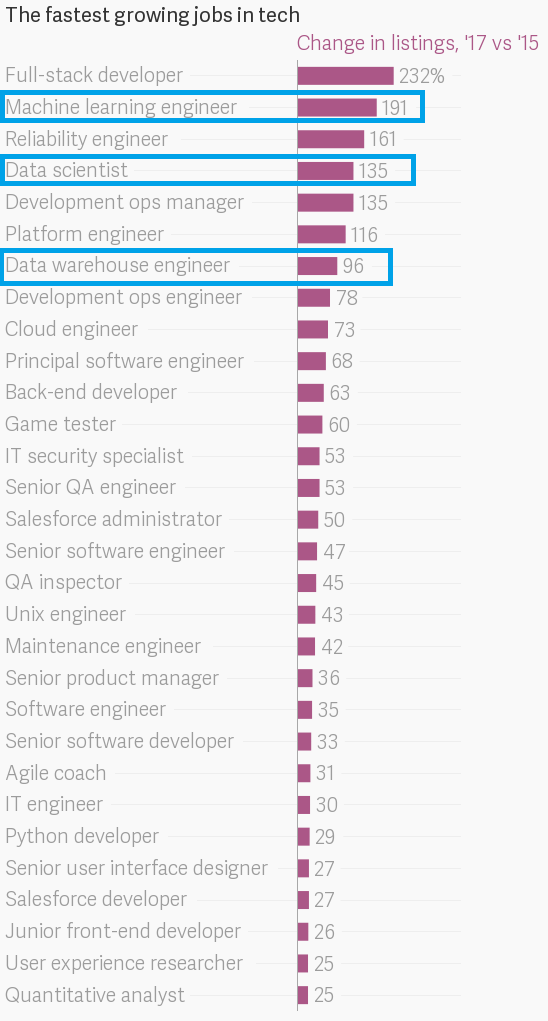 The fastest growing jobs in tech
Change in listings, '17 vs '15
Full-stack developer 232%
Machine learning engineer 191
Reliability engineer 161
Data scientist 135
Development ops manager 135
Platform engineer 116
Data warehouse engineer 96
Development ops engineer 78
Cloud engineer 73
Principal software engineer 68
Back-end developer 63
Game tester 60
IT security specialist 53
Senior QA engineer 53
Salesforce administrator 50
Senior software engineer 47
QA inspector 45
Unix engineer 43
Maintenance engineer 42
Senior product manager 36
Software engineer 35
Senior software developer 33
Agile coach 31
IT engineer 30
Python developer 29
Senior user interface designer 27
Salesforce developer 27
Junior front-end developer 26
User experience researcher 25
Quantitative analyst 25